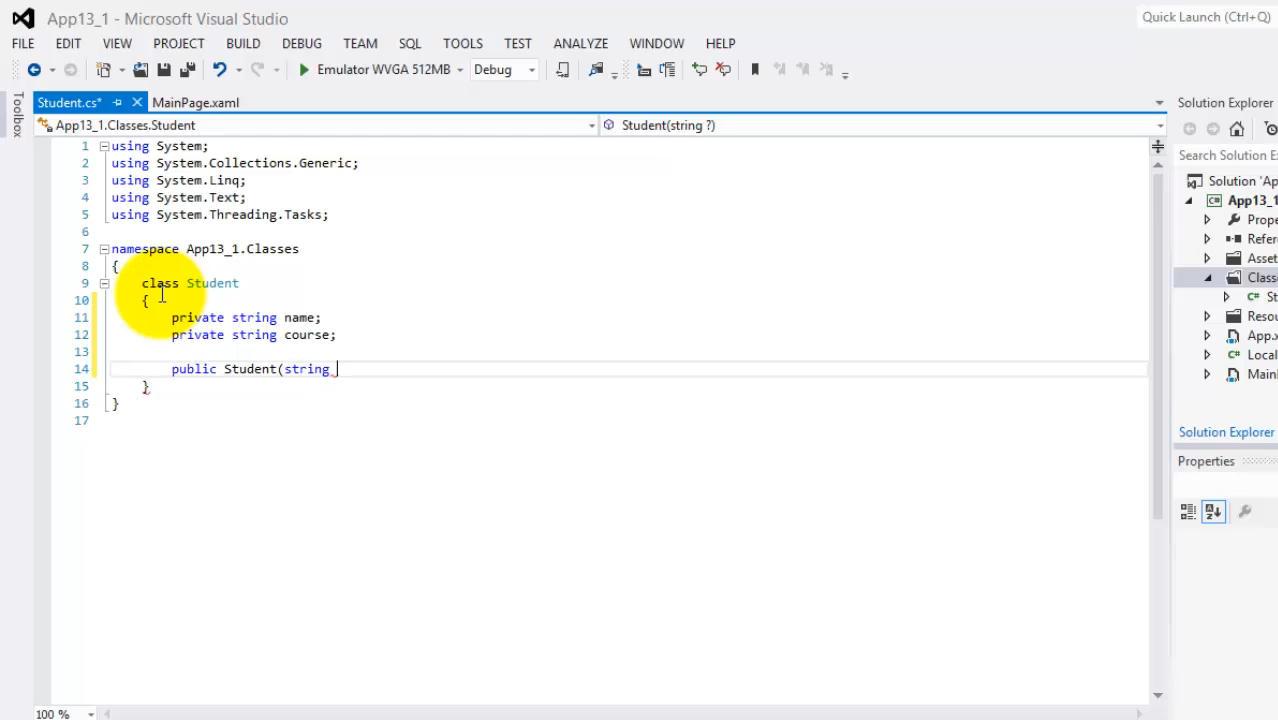 App13_1 - Microsoft Visual Studio
Quick Launch (Ctrl+Q)
FILE EDIT VIEW PROJECT BUILD DEBUG TEAM SQL TOOLS TEST ANALYZE WINDOW HELP
Emulator WVGA 512MB Debug
Toolbox
Student.cs* MainPage.xaml
App13_1.Classes.Student Student(string ?)
1 using System;
2 using System.Collections.Generic;
3 using System.Linq;
4 using System.Text;
5 using System.Threading.Tasks;
6
7 namespace App13_1.Classes
8 {
9 class Student
10 {
11 private string name;
12 private string course;
13
14 public Student(string
15 }
16 }
17
100 %
Solution Explorer
Search Solution E
Solution 'Ap
App13_1
Prope
Refere
Asset
Classe
St
Resou
App.x
Local
MainP
Solution Explorer
Properties